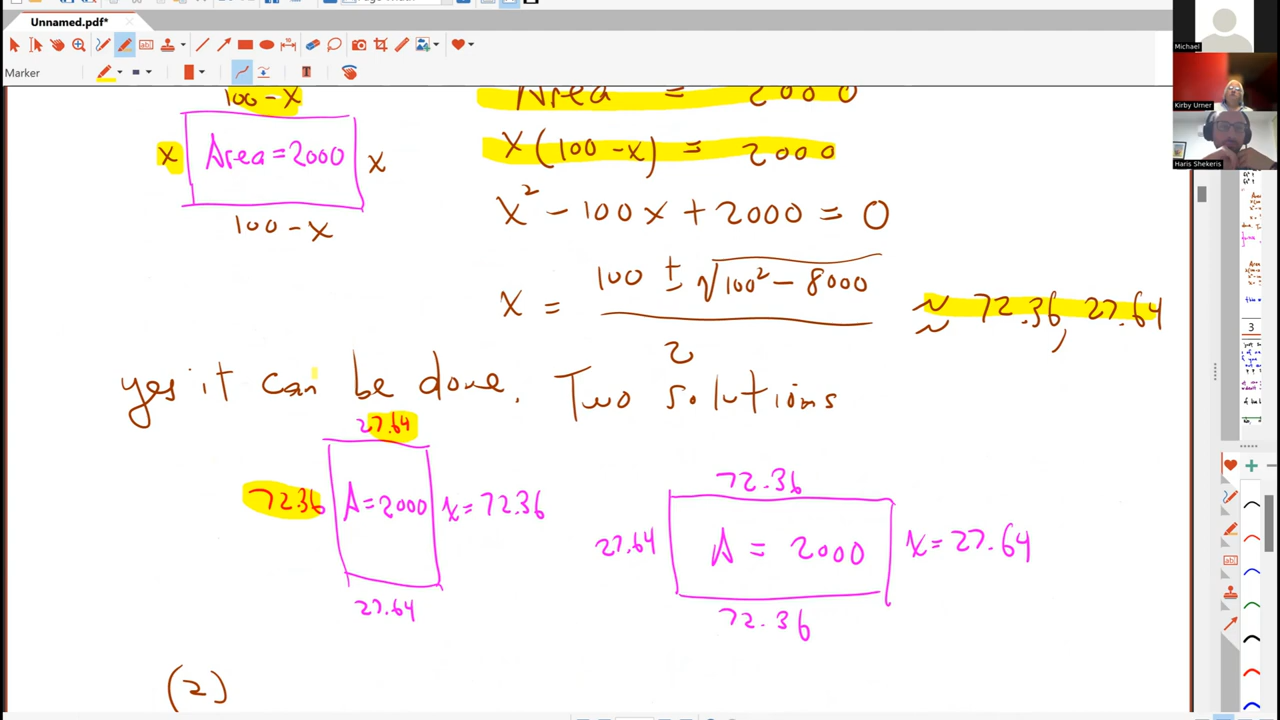 Unnamed.pdf*
Marker
Michael
Kirby Urner
Haris Shekeris
100 - x
Area = 2000
x Area = 2000 x
x(100 - x) = 2000
100 - x
x² - 100x + 2000 = 0
x = 100 ± √100² - 8000 / 2 ≈ 72.36, 27.64
yes it can be done. Two solutions
27.64
72.36 A = 2000 x = 72.36
27.64
72.36
27.64 A = 2000 x = 27.64
72.36
(2)
3